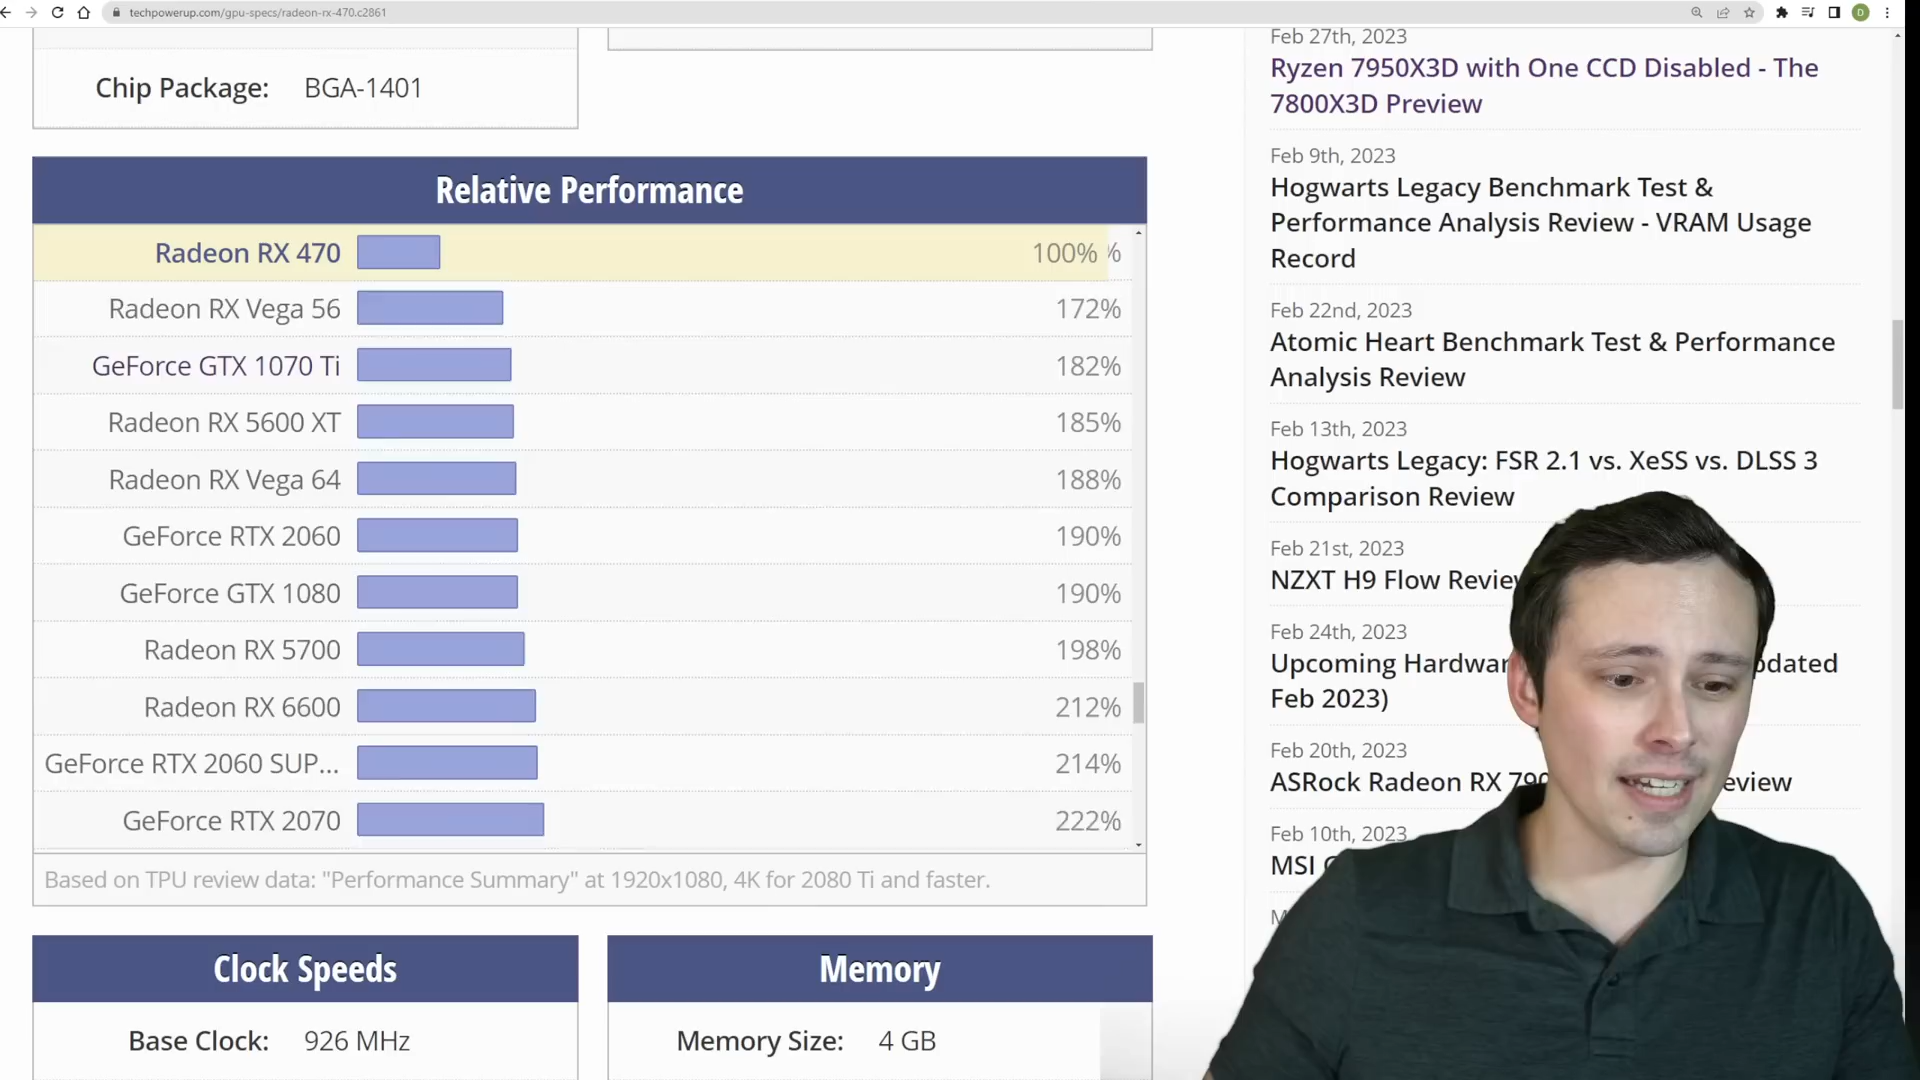 techpowerup.com/gpu-specs/radeon-rx-470.c2861
D
Chip Package: BGA-1401
Relative Performance
Radeon RX 470 100% %
Radeon RX Vega 56 172%
GeForce GTX 1070 Ti 182%
Radeon RX 5600 XT 185%
Radeon RX Vega 64 188%
GeForce RTX 2060 190%
GeForce GTX 1080 190%
Radeon RX 5700 198%
Radeon RX 6600 212%
GeForce RTX 2060 SUP... 214%
GeForce RTX 2070 222%
Based on TPU review data: "Performance Summary" at 1920x1080, 4K for 2080 Ti and faster.
Clock Speeds
Base Clock: 926 MHz
Memory
Memory Size: 4 GB
Feb 27th, 2023
Ryzen 7950X3D with One CCD Disabled - The
7800X3D Preview
Feb 9th, 2023
Hogwarts Legacy Benchmark Test &
Performance Analysis Review - VRAM Usage
Record
Feb 22nd, 2023
Atomic Heart Benchmark Test & Performance
Analysis Review
Feb 13th, 2023
Hogwarts Legacy: FSR 2.1 vs. XeSS vs. DLSS 3
Comparison Review
Feb 21st, 2023
NZXT H9 Flow Review
Feb 24th, 2023
Upcoming Hardwar pdated
Feb 2023)
Feb 20th, 2023
ASRock Radeon RX 790 eview
Feb 10th, 2023
MSI